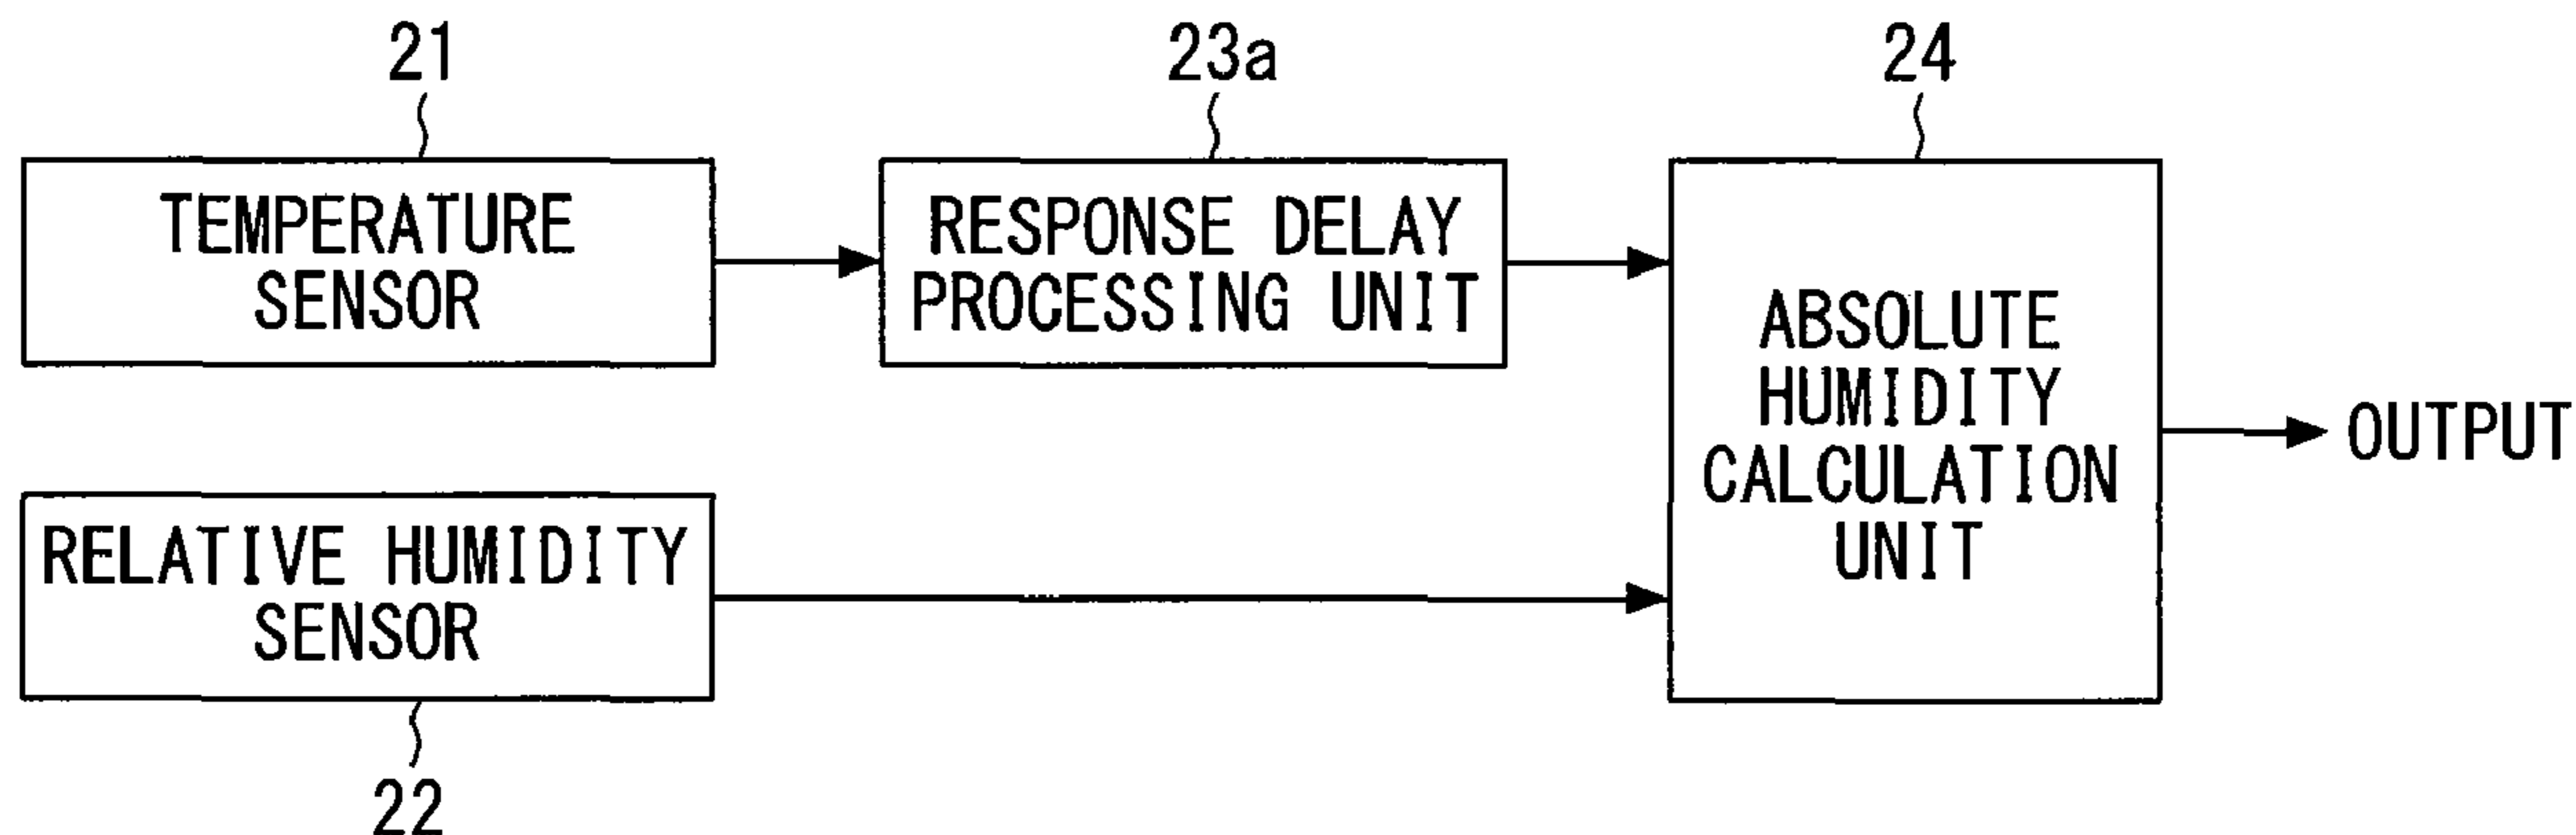 21
23a
24
TEMPERATURE
SENSOR
RESPONSE DELAY
PROCESSING UNIT
ABSOLUTE
HUMIDITY
CALCULATION
UNIT
OUTPUT
RELATIVE HUMIDITY
SENSOR
22